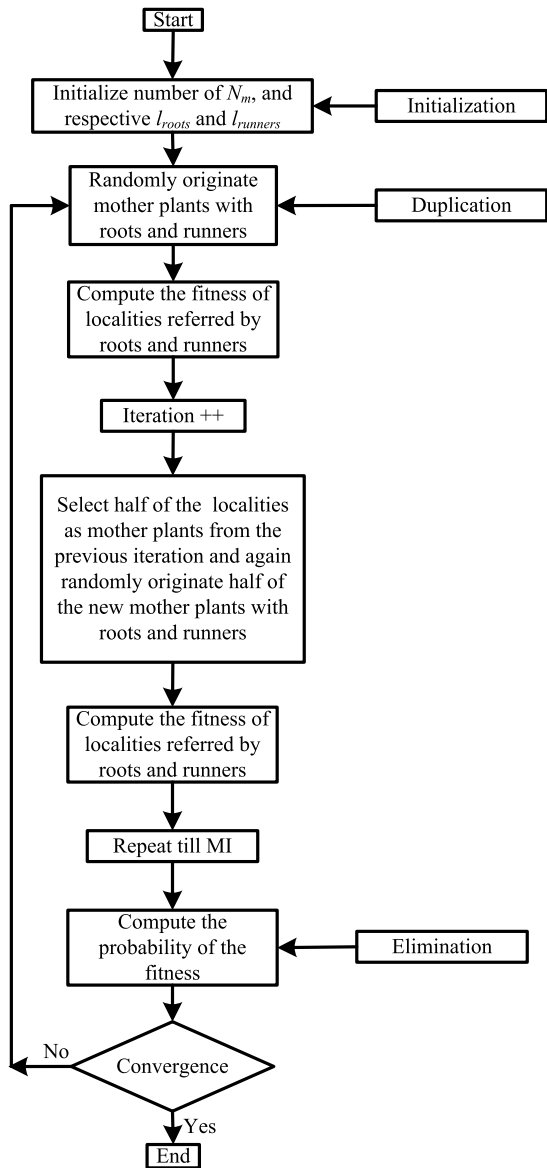 Start
Initialize number of Nm, and
respective lroots and lrunners
Initialization
Randomly originate
mother plants with
roots and runners
Duplication
Compute the fitness of
localities referred by
roots and runners
Iteration ++
Select half of the localities
as mother plants from the
previous iteration and again
randomly originate half of
the new mother plants with
roots and runners
Compute the fitness of
localities referred by
roots and runners
Repeat till MI
Compute the
probability of the
fitness
Elimination
Convergence
No
Yes
End